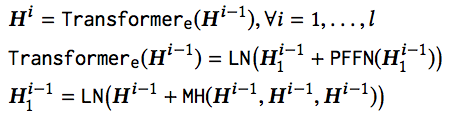 H^i = Transformer_e(H^{i-1}), ∀i = 1, . . . , l
Transformer_e(H^{i-1}) = LN(H_1^{i-1} + PFFN(H_1^{i-1}))
H_1^{i-1} = LN(H^{i-1} + MH(H^{i-1}, H^{i-1}, H^{i-1}))